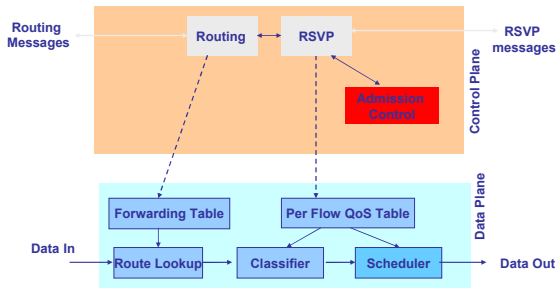 Routing
Messages
Routing
RSVP
RSVP
messages
Admission
Control
Control Plane
Forwarding Table
Per Flow QoS Table
Data Plane
Data In
Route Lookup
Classifier
Scheduler
Data Out